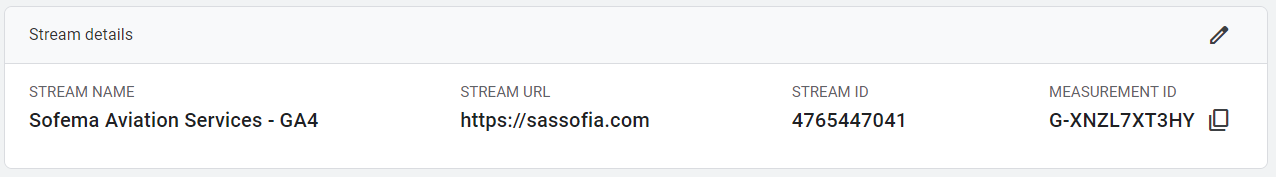 Stream details
STREAM NAME
Sofema Aviation Services - GA4
STREAM URL
https://sassofia.com
STREAM ID
4765447041
MEASUREMENT ID
G-XNZL7XT3HY